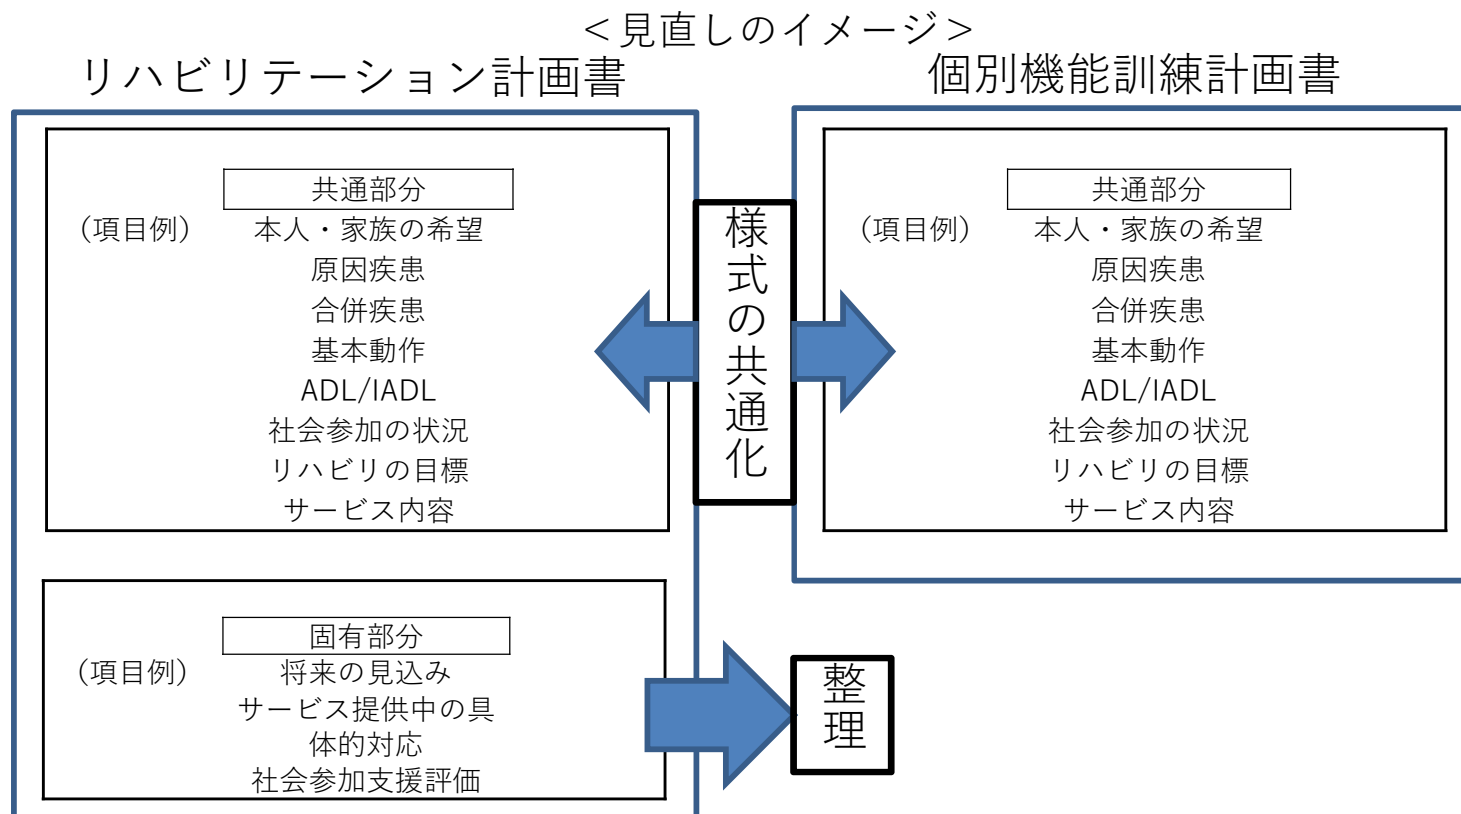 ＜見直しのイメージ＞
リハビリテーション計画書
共通部分
（項目例）
本人・家族の希望
原因疾患
合併疾患
基本動作
ADL/IADL
社会参加の状況
リハビリの目標
サービス内容
様式の共通化
個別機能訓練計画書
共通部分
（項目例）
本人・家族の希望
原因疾患
合併疾患
基本動作
ADL/IADL
社会参加の状況
リハビリの目標
サービス内容
固有部分
（項目例）
将来の見込み
サービス提供中の具
体的対応
社会参加支援評価
整理